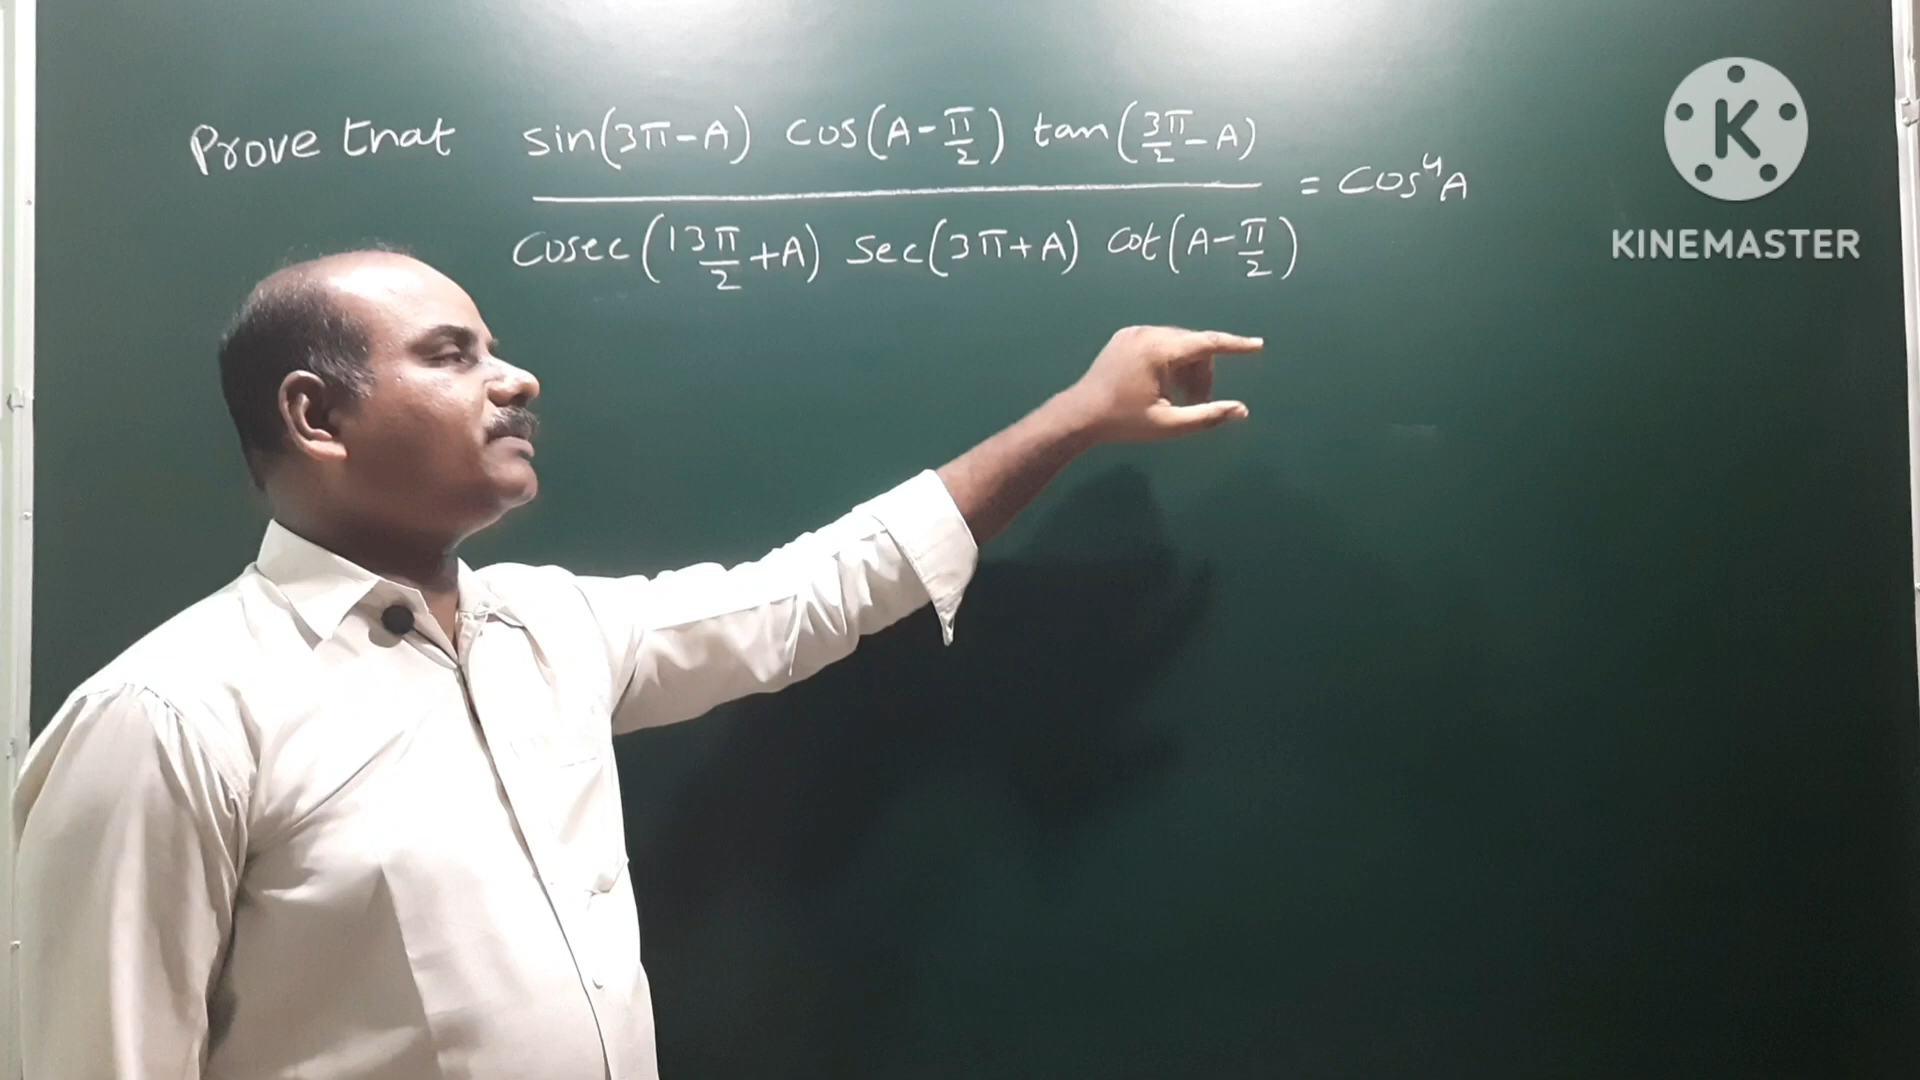 Prove that sin(3π-A) cos(A-π/2) tan(3π/2-A)
= cos⁴A
cosec(13π/2+A) sec(3π+A) cot(A-π/2)
K
KINEMASTER